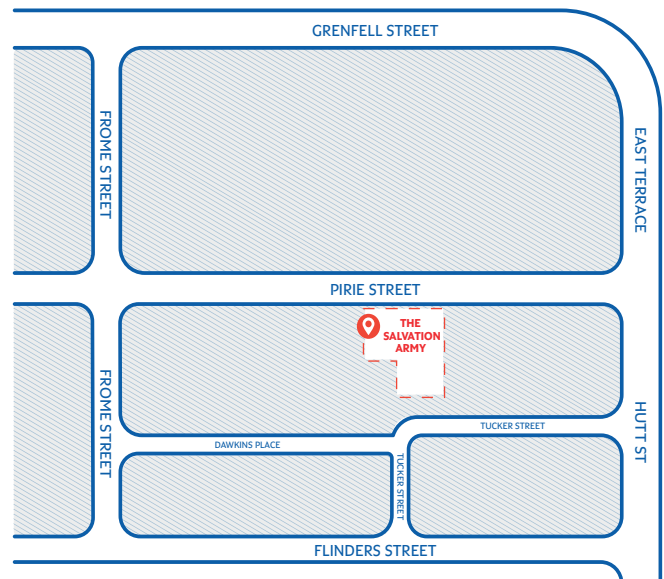 GRENFELL STREET
FROME STREET
EAST TERRACE
PIRIE STREET
THE
SALVATION
ARMY
FROME STREET
HUTT ST
TUCKER STREET
DAWKINS PLACE
TUCKER STREET
FLINDERS STREET